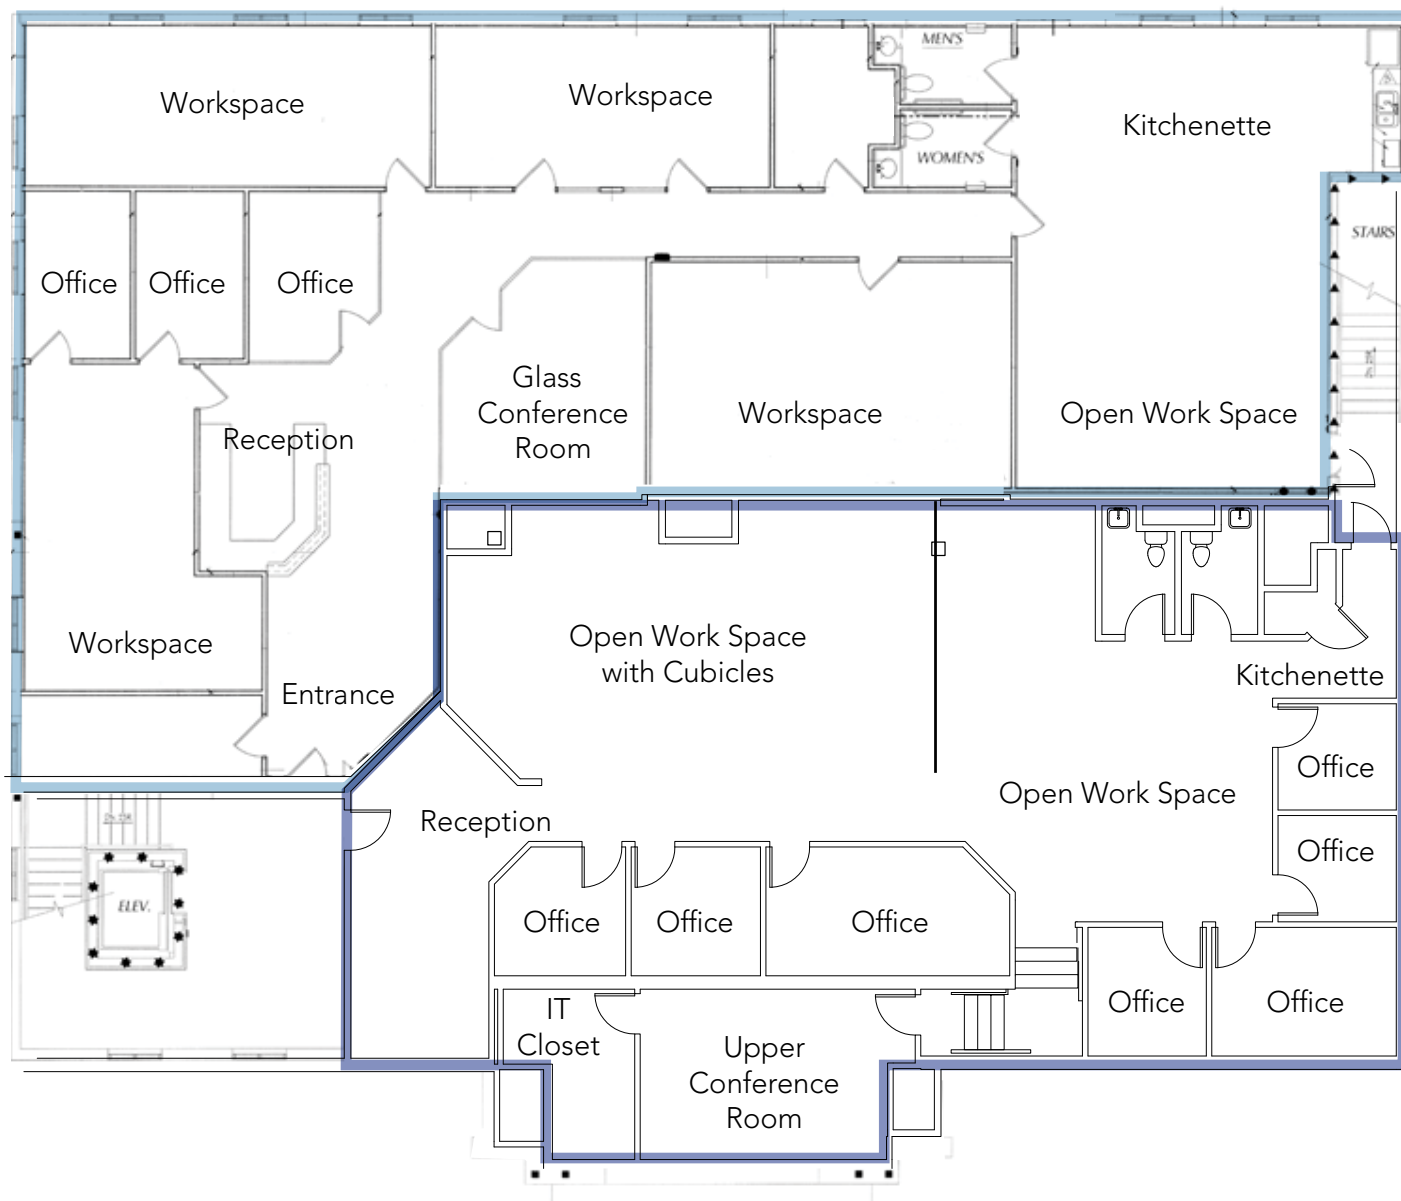 MEN'S
Workspace
Workspace
Kitchenette
WOMEN'S
STAIRS
Office
Office
Office
Glass
Conference
Room
Workspace
Open Work Space
Reception
Workspace
Entrance
Open Work Space
with Cubicles
Kitchenette
Office
Open Work Space
Reception
Office
ELEV.
Office
Office
Office
IT
Closet
Office
Office
Upper
Conference
Room